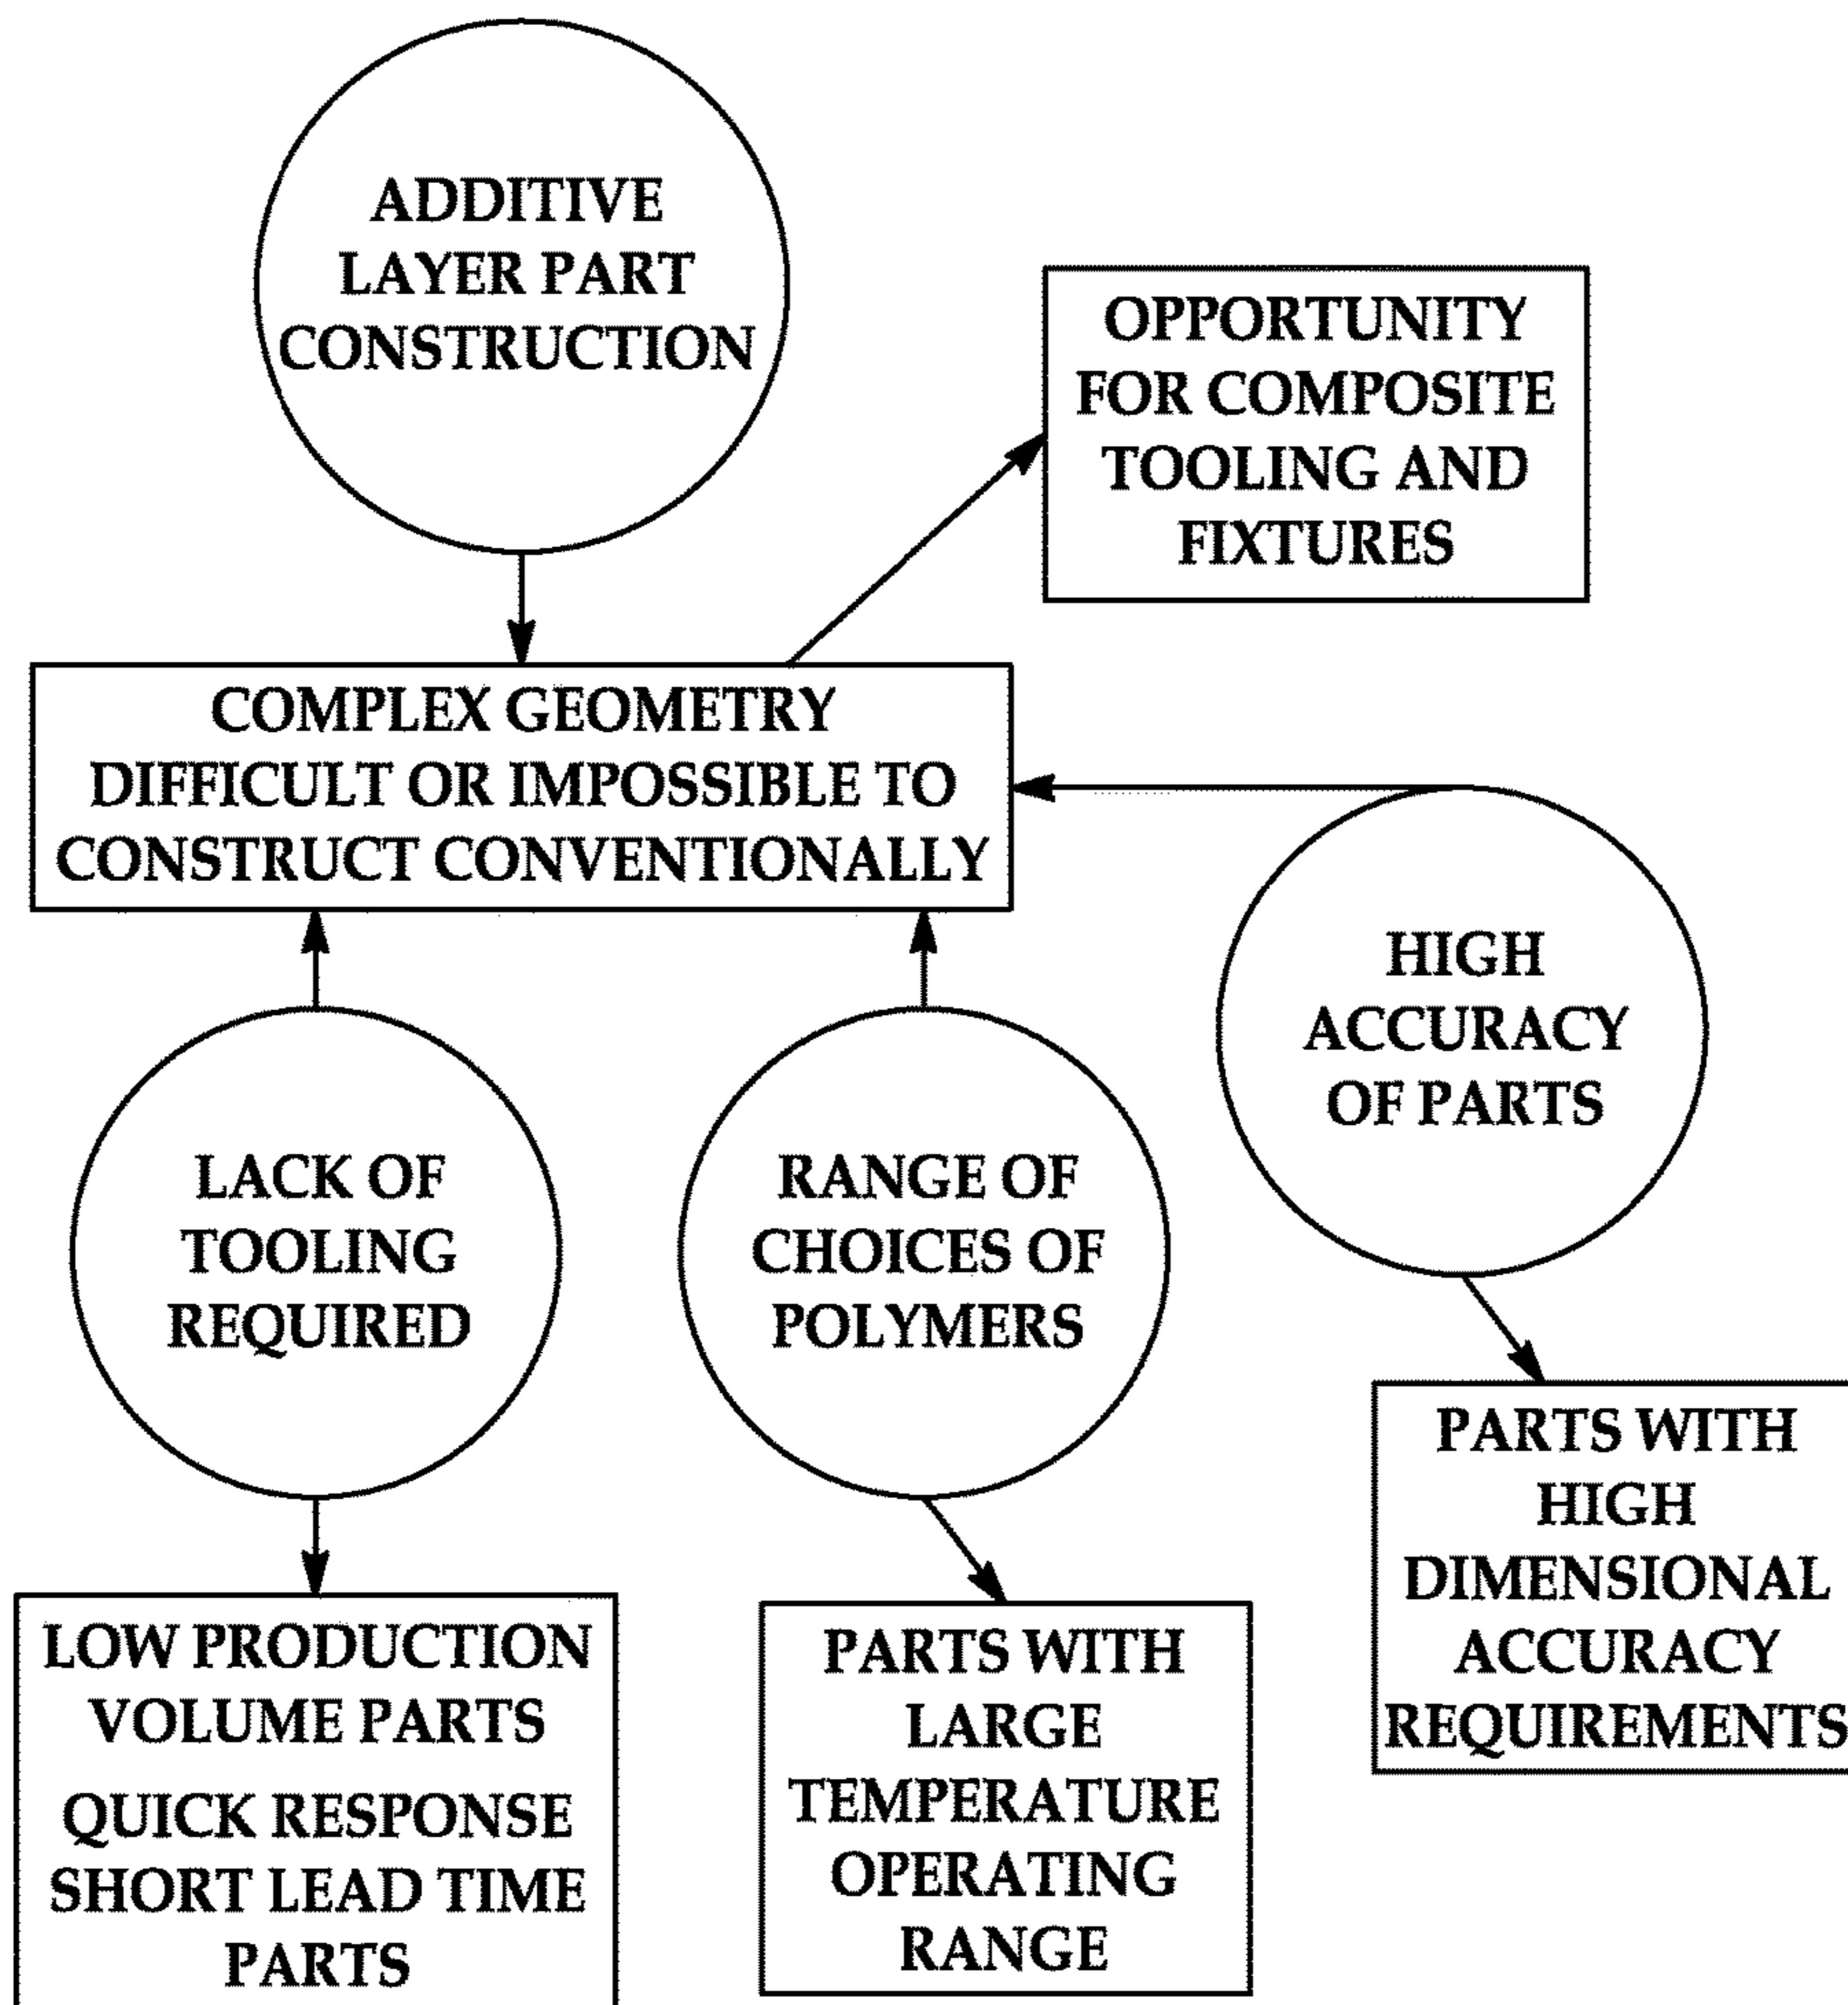 ADDITIVE
LAYER PART
CONSTRUCTION
OPPORTUNITY
FOR COMPOSITE
TOOLING AND
FIXTURES
COMPLEX GEOMETRY
DIFFICULT OR IMPOSSIBLE TO
CONSTRUCT CONVENTIONALLY
HIGH
ACCURACY
OF PARTS
LACK OF
TOOLING
REQUIRED
RANGE OF
CHOICES OF
POLYMERS
PARTS WITH
HIGH
DIMENSIONAL
ACCURACY
REQUIREMENTS
LOW PRODUCTION
VOLUME PARTS
QUICK RESPONSE
SHORT LEAD TIME
PARTS
PARTS WITH
LARGE
TEMPERATURE
OPERATING
RANGE